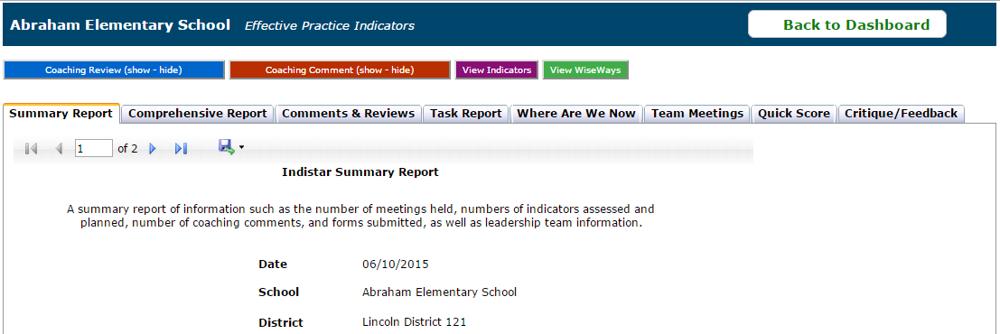 Abraham Elementary School Effective Practice Indicators Back to Dashboard
Coaching Review (show - hide) Coaching Comment (show - hide) View Indicators View WiseWays
Summary Report Comprehensive Report Comments & Reviews Task Report Where Are We Now Team Meetings Quick Score Critique/Feedback
1 of 2
Indistar Summary Report
A summary report of information such as the number of meetings held, numbers of indicators assessed and
planned, number of coaching comments, and forms submitted, as well as leadership team information.
Date 06/10/2015
School Abraham Elementary School
District Lincoln District 121